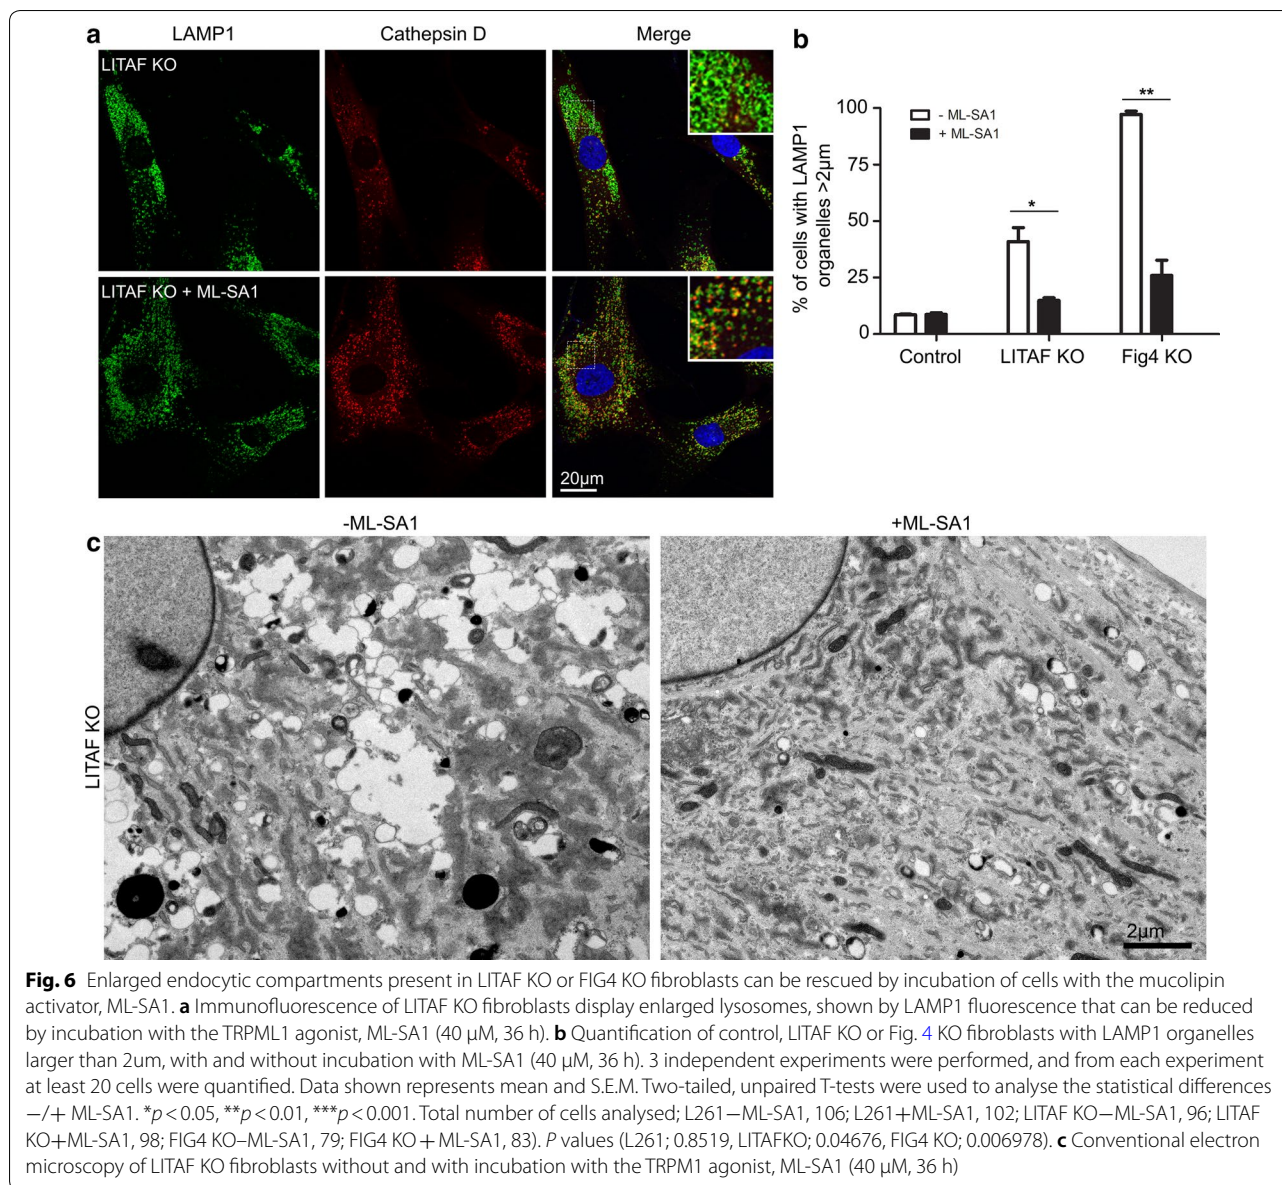 a
LAMP1
Cathepsin D
Merge
LITAF KO
LITAF KO + ML-SA1
20μm
b
% of cells with LAMP1
organelles >2μm
100
75
50
25
0
- ML-SA1
+ ML-SA1
*
**
Control
LITAF KO
Fig4 KO
c
-ML-SA1
+ML-SA1
LITAF KO
2μm
Fig. 6 Enlarged endocytic compartments present in LITAF KO or FIG4 KO fibroblasts can be rescued by incubation of cells with the mucolipin
activator, ML-SA1. a Immunofluorescence of LITAF KO fibroblasts display enlarged lysosomes, shown by LAMP1 fluorescence that can be reduced
by incubation with the TRPML1 agonist, ML-SA1 (40 μM, 36 h). b Quantification of control, LITAF KO or Fig. 4 KO fibroblasts with LAMP1 organelles
larger than 2um, with and without incubation with ML-SA1 (40 μM, 36 h). 3 independent experiments were performed, and from each experiment
at least 20 cells were quantified. Data shown represents mean and S.E.M. Two-tailed, unpaired T-tests were used to analyse the statistical differences
−/+ ML-SA1. *p < 0.05, **p < 0.01, ***p < 0.001. Total number of cells analysed; L261−ML-SA1, 106; L261+ML-SA1, 102; LITAF KO−ML-SA1, 96; LITAF
KO+ML-SA1, 98; FIG4 KO–ML-SA1, 79; FIG4 KO + ML-SA1, 83). P values (L261; 0.8519, LITAFKO; 0.04676, FIG4 KO; 0.006978). c Conventional electron
microscopy of LITAF KO fibroblasts without and with incubation with the TRPM1 agonist, ML-SA1 (40 μM, 36 h)